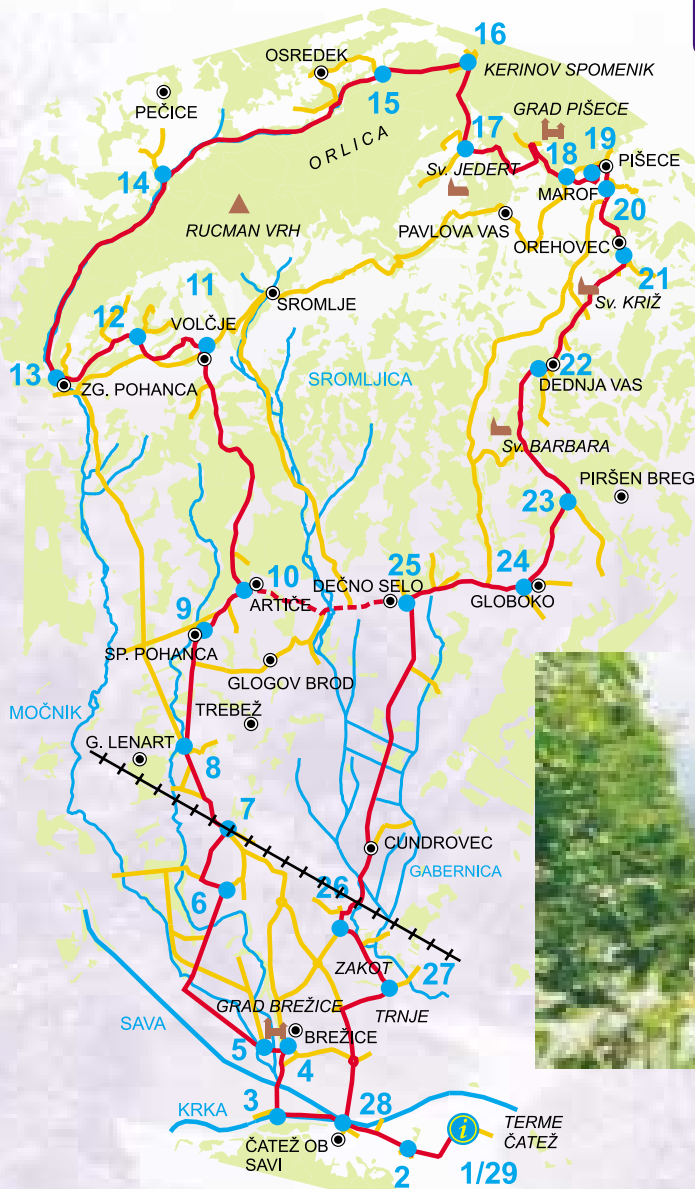 16
OSREDEK
KERINOV SPOMENIK
15
PEČICE
GRAD PIŠECE
ORLICA
17
19
18
PIŠECE
Sv. JEDERT
14
MAROF
20
RUCMAN VRH
PAVLOVA VAS
OREHOVEC
21
11
SROMLJE
Sv. KRIŽ
12
VOLČJE
22
13
ZG. POHANCA
SROMLJICA
DEDNJA VAS
Sv. BARBARA
PIRŠEN BREG
23
10
25
24
DEČNO SELO
ARTIČE
GLOBOKO
9
SP. POHANCA
GLOGOV BROD
MOČNIK
TREBEŽ
G. LENART
8
7
CUNDROVEC
GABERNICA
6
26
ZAKOT
27
GRAD BREŽICE
TRNJE
SAVA
BREŽICE
5
4
KRKA
3
28
TERME
ČATEŽ
ČATEŽ OB
SAVI
i
2
1/29